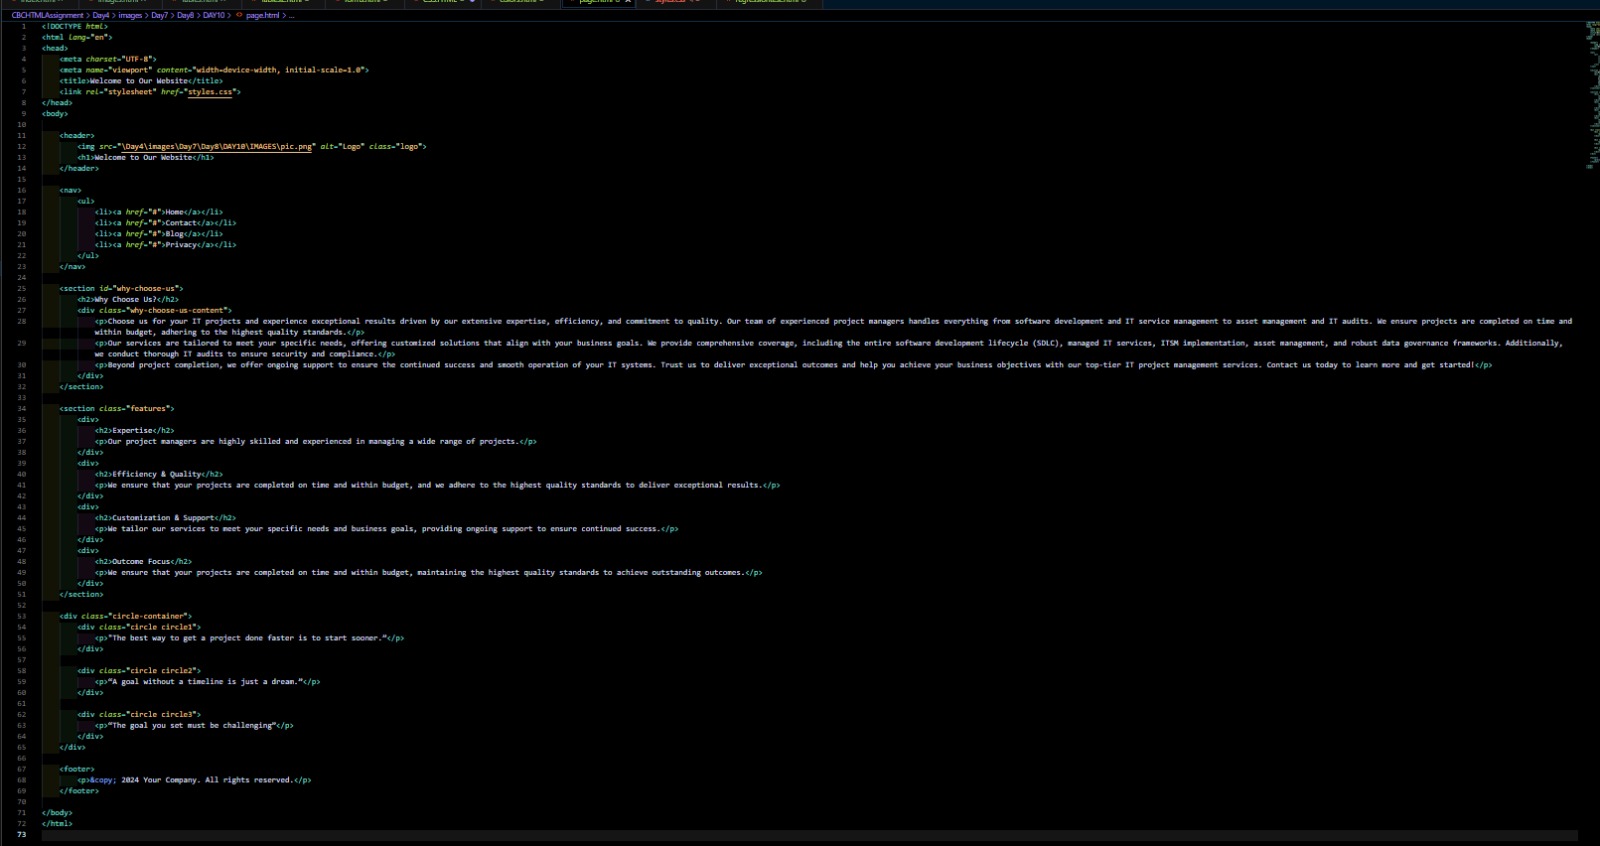 CBCHTMLAssignment > Day4 > images > Day7 > Day8 > DAY10 > page.html > ...
1 <!DOCTYPE html>
2 <html lang="en">
3 <head>
4 <meta charset="UTF-8">
5 <meta name="viewport" content="width=device-width, initial-scale=1.0">
6 <title>Welcome to Our Website</title>
7 <link rel="stylesheet" href="styles.css">
8 </head>
9 <body>
10
11 <header>
12 <img src="\Day4\images\Day7\Day8\DAY10\IMAGES\pic.png" alt="Logo" class="logo">
13 <h1>Welcome to Our Website</h1>
14 </header>
15
16 <nav>
17 <ul>
18 <li><a href="#">Home</a></li>
19 <li><a href="#">Contact</a></li>
20 <li><a href="#">Blog</a></li>
21 <li><a href="#">Privacy</a></li>
22 </ul>
23 </nav>
24
25 <section id="why-choose-us">
26 <h2>Why Choose Us?</h2>
27 <div class="why-choose-us-content">
28 <p>Choose us for your IT projects and experience exceptional results driven by our extensive expertise, efficiency, and commitment to quality. Our team of experienced project managers handles everything from software development and IT service management to asset management and IT audits. We ensure projects are completed on time and
within budget, adhering to the highest quality standards.</p>
29 <p>Our services are tailored to meet your specific needs, offering customized solutions that align with your business goals. We provide comprehensive coverage, including the entire software development lifecycle (SDLC), managed IT services, ITSM implementation, asset management, and robust data governance frameworks. Additionally,
we conduct thorough IT audits to ensure security and compliance.</p>
30 <p>Beyond project completion, we offer ongoing support to ensure the continued success and smooth operation of your IT systems. Trust us to deliver exceptional outcomes and help you achieve your business objectives with our top-tier IT project management services. Contact us today to learn more and get started!</p>
31 </div>
32 </section>
33
34 <section class="features">
35 <div>
36 <h2>Expertise</h2>
37 <p>Our project managers are highly skilled and experienced in managing a wide range of projects.</p>
38 </div>
39 <div>
40 <h2>Efficiency & Quality</h2>
41 <p>We ensure that your projects are completed on time and within budget, and we adhere to the highest quality standards to deliver exceptional results.</p>
42 </div>
43 <div>
44 <h2>Customization & Support</h2>
45 <p>We tailor our services to meet your specific needs and business goals, providing ongoing support to ensure continued success.</p>
46 </div>
47 <div>
48 <h2>Outcome Focus</h2>
49 <p>We ensure that your projects are completed on time and within budget, maintaining the highest quality standards to achieve outstanding outcomes.</p>
50 </div>
51 </section>
52
53 <div class="circle-container">
54 <div class="circle circle1">
55 <p>"The best way to get a project done faster is to start sooner."</p>
56 </div>
57
58 <div class="circle circle2">
59 <p>"A goal without a timeline is just a dream."</p>
60 </div>
61
62 <div class="circle circle3">
63 <p>"The goal you set must be challenging"</p>
64 </div>
65 </div>
66
67 <footer>
68 <p>&copy; 2024 Your Company. All rights reserved.</p>
69 </footer>
70
71 </body>
72 </html>
73